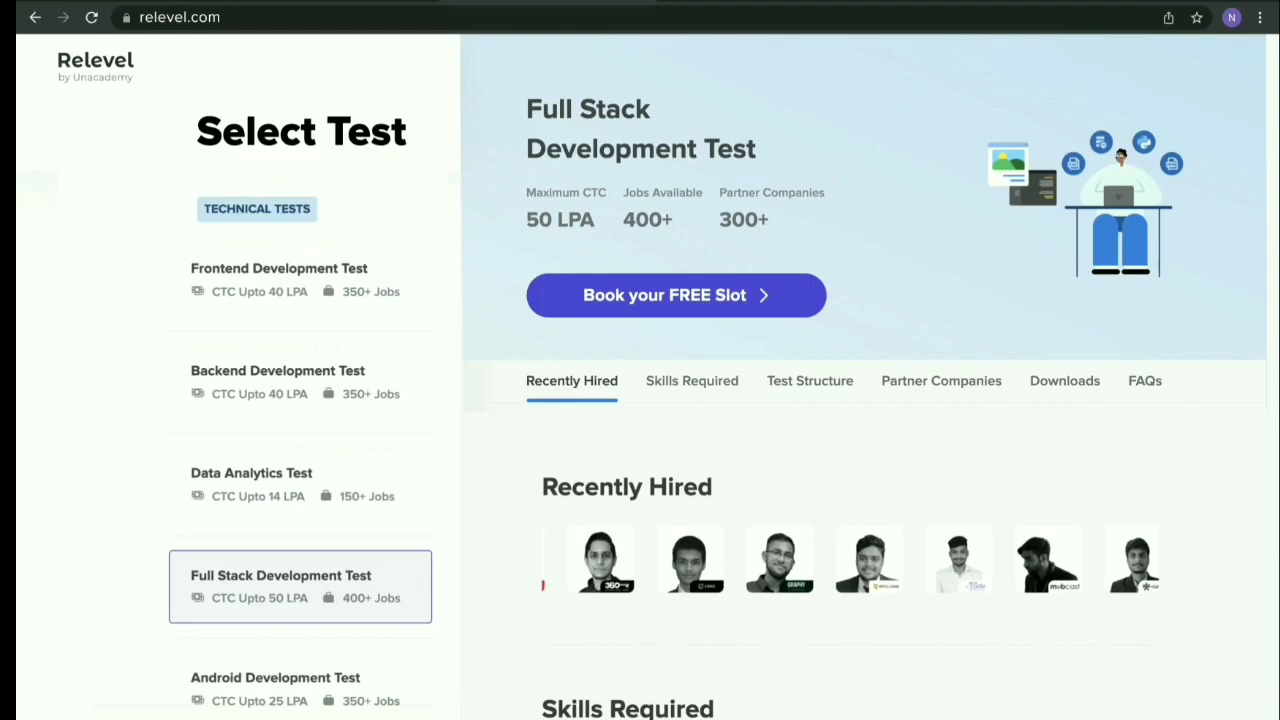 relevel.com
N
Relevel
by Unacademy
Select Test
TECHNICAL TESTS
Frontend Development Test
CTC Upto 40 LPA 350+ Jobs
Backend Development Test
CTC Upto 40 LPA 350+ Jobs
Data Analytics Test
CTC Upto 14 LPA 150+ Jobs
Full Stack Development Test
CTC Upto 50 LPA 400+ Jobs
Android Development Test
CTC Upto 25 LPA 350+ Jobs
Full Stack
Development Test
Maximum CTC Jobs Available Partner Companies
50 LPA 400+ 300+
Book your FREE Slot
Recently Hired Skills Required Test Structure Partner Companies Downloads FAQs
Recently Hired
360
GRAPHY
mobcast
Skills Required